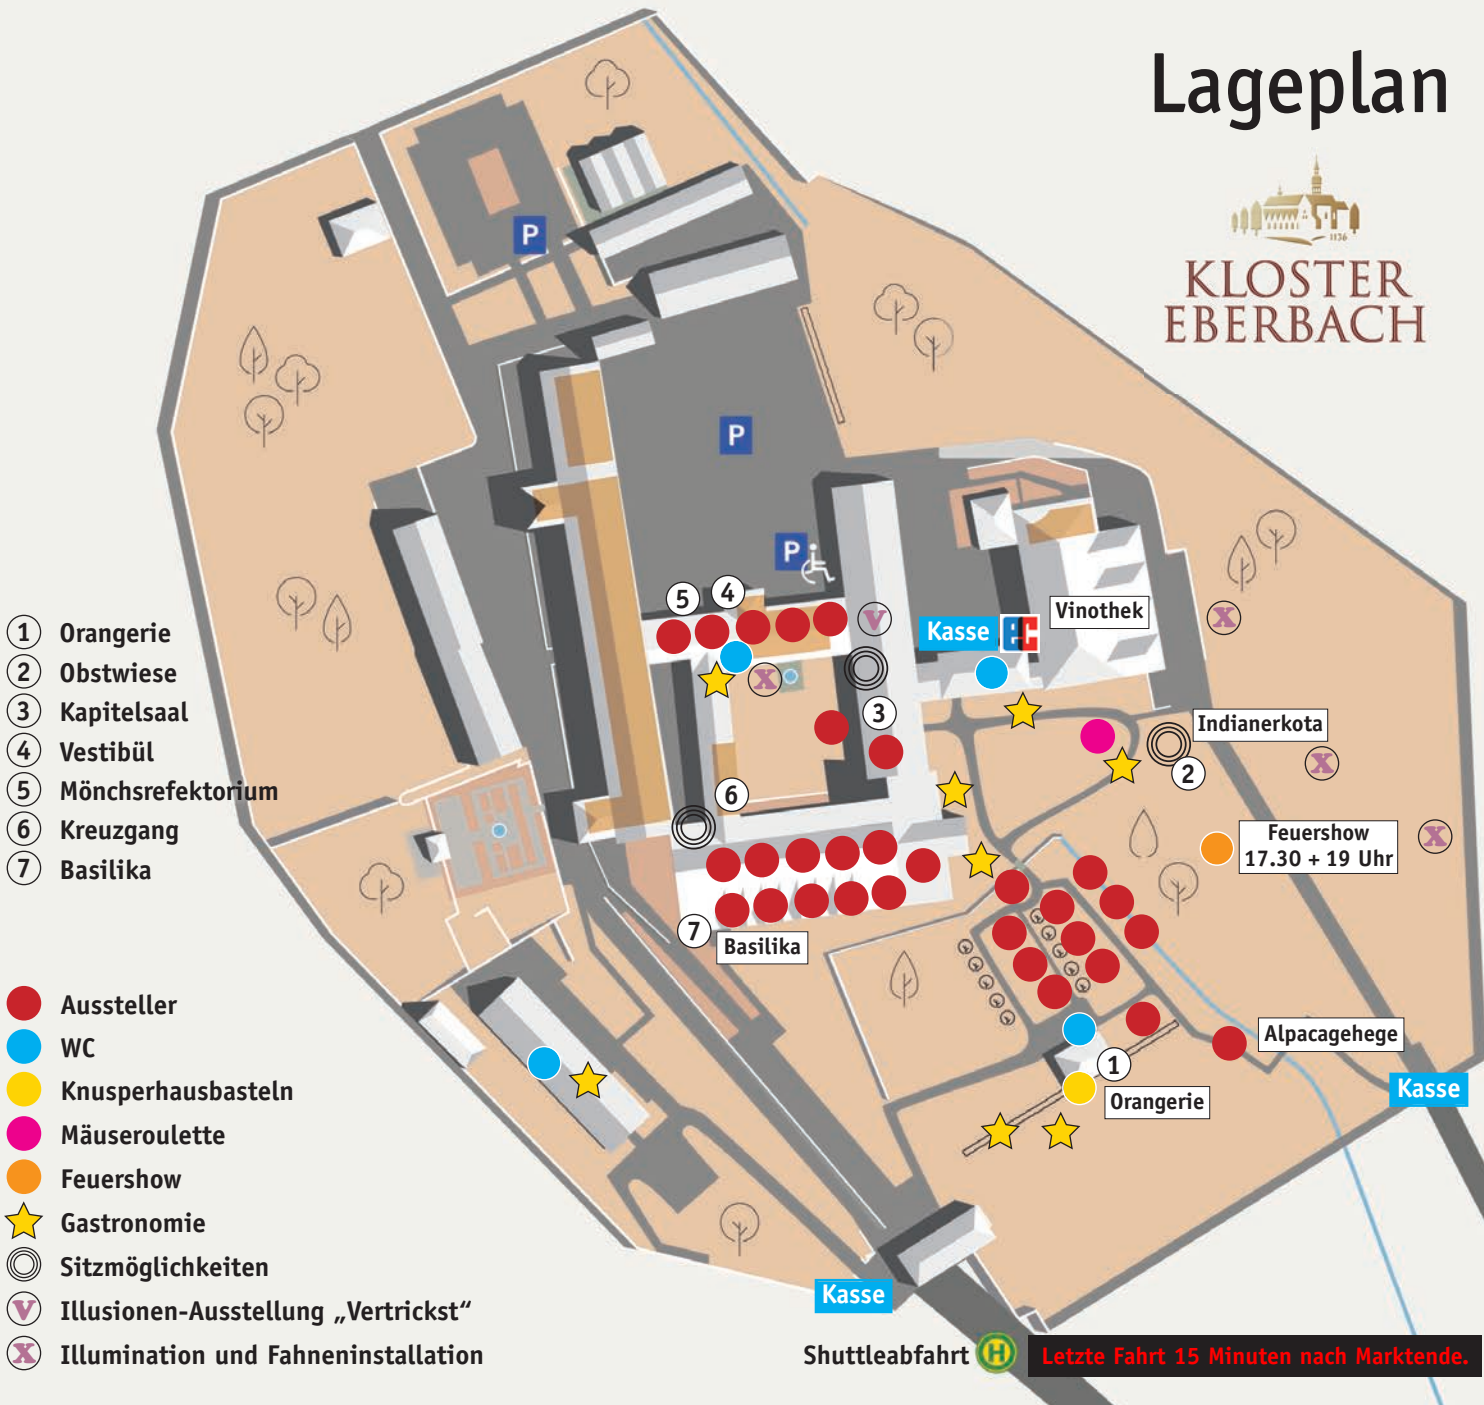 Lageplan
1136
KLOSTER
EBERBACH
P
P
P
5
4
v
Kasse
Vinothek
x
x
3
Indianerkota
2
x
6
Feuershow
17.30 + 19 Uhr
x
7
Basilika
Alpacagehege
1
Orangerie
Kasse
Kasse
Shuttleabfahrt H Letzte Fahrt 15 Minuten nach Marktende.
1 Orangerie
2 Obstwiese
3 Kapitelsaal
4 Vestibül
5 Mönchsrefektorium
6 Kreuzgang
7 Basilika
Aussteller
WC
Knusperhausbasteln
Mäuseroulette
Feuershow
Gastronomie
Sitzmöglichkeiten
v Illusionen-Ausstellung „Vertrickst“
x Illumination und Fahneninstallation